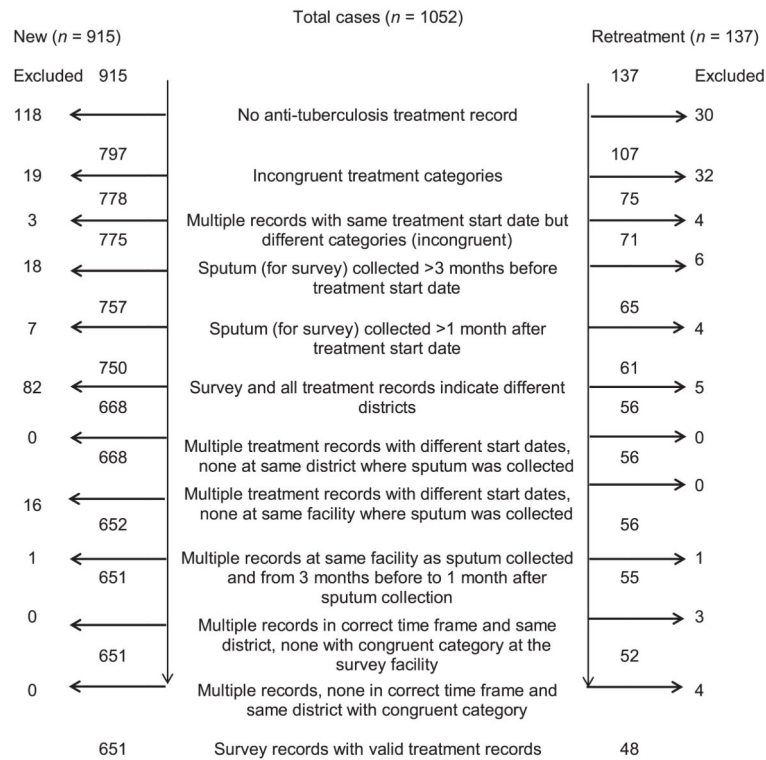 Total cases (n = 1052)
New (n = 915) Retreatment (n = 137)
Excluded 915 137 Excluded
118 No anti-tuberculosis treatment record 30
797 107
19 Incongruent treatment categories 32
778 75
3 Multiple records with same treatment start date but 4
775 different categories (incongruent) 71
18 Sputum (for survey) collected >3 months before 6
treatment start date
757 65
7 Sputum (for survey) collected >1 month after 4
treatment start date
750 61
82 Survey and all treatment records indicate different 5
668 districts 56
0 Multiple treatment records with different start dates, 0
668 none at same district where sputum was collected 56
16 Multiple treatment records with different start dates, 0
652 none at same facility where sputum was collected 56
1 Multiple records at same facility as sputum collected 1
651 and from 3 months before to 1 month after 55
sputum collection
0 Multiple records in correct time frame and same 3
district, none with congruent category at the
651 survey facility 52
0 Multiple records, none in correct time frame and 4
same district with congruent category
651 Survey records with valid treatment records 48